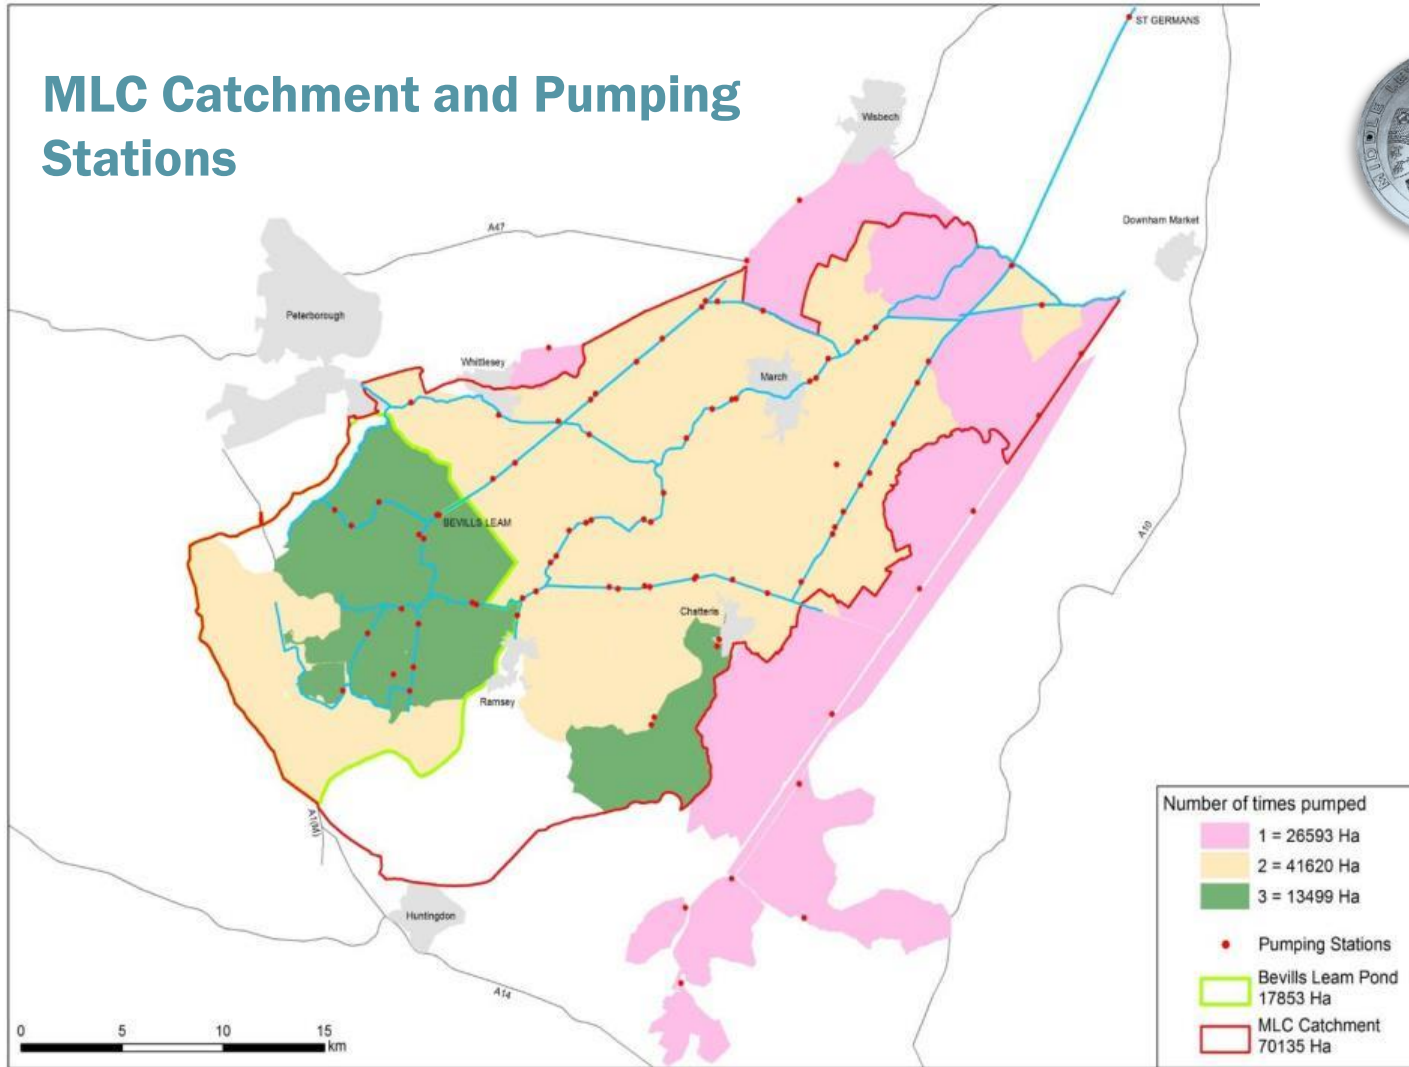 MLC Catchment and Pumping
Stations
ST GERMANS
Wisbech
Downham Market
A47
Peterborough
Whittlesey
March
BEVILLS LEAM
A10
Chatteris
Ramsey
A1(M)
Huntingdon
A14
0 5 10 15
km
Number of times pumped
1 = 26593 Ha
2 = 41620 Ha
3 = 13499 Ha
Pumping Stations
Bevills Leam Pond
17853 Ha
MLC Catchment
70135 Ha
MIDDLE